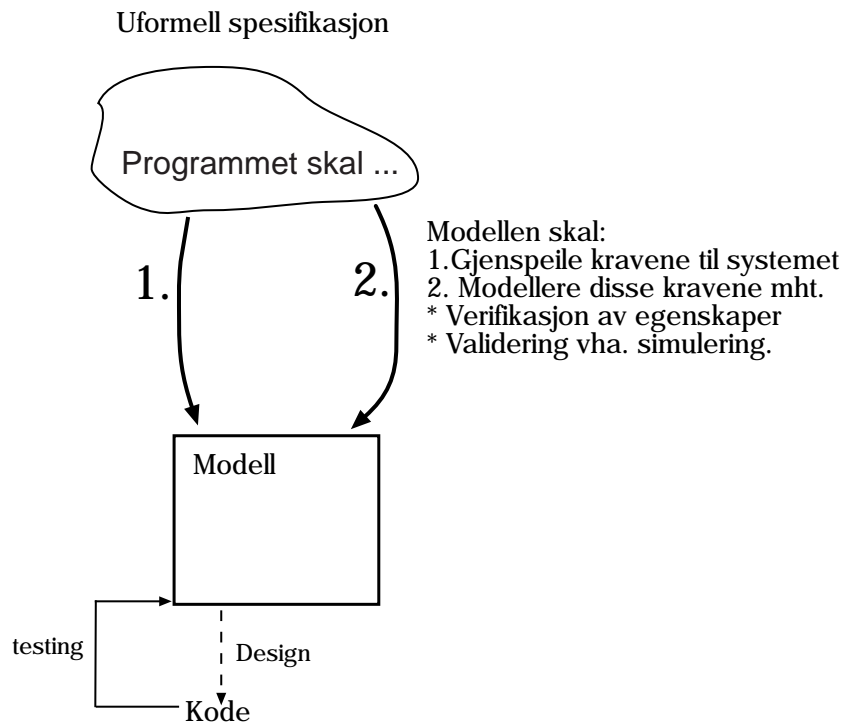 Uformell spesifikasjon
Programmet skal ...
1.
2.
Modellen skal:
1.Gjenspeile kravene til systemet
2. Modellere disse kravene mht.
* Verifikasjon av egenskaper
* Validering vha. simulering.
Modell
testing
Design
Kode